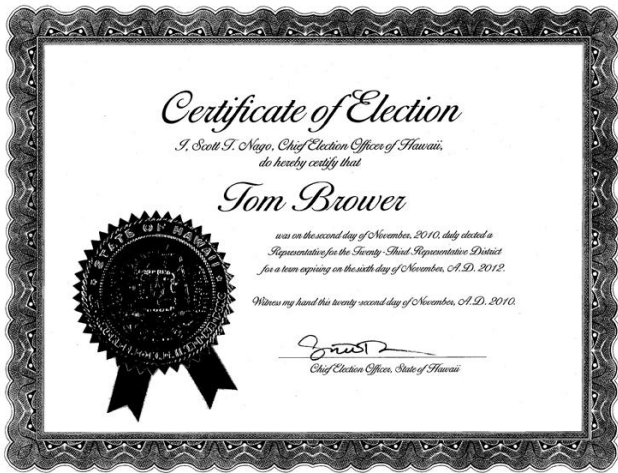 Certificate of Election
I, Scott T. Nago, Chief Election Officer of Hawaii,
do hereby certify that
Tom Brower
was on the second day of November, 2010, duly elected a
Representative for the Twenty-Third Representative District
for a term expiring on the sixth day of November, A.D. 2012.
Witness my hand this twenty-second day of November, A.D. 2010.
Chief Election Officer, State of Hawaii
STATE OF HAWAII